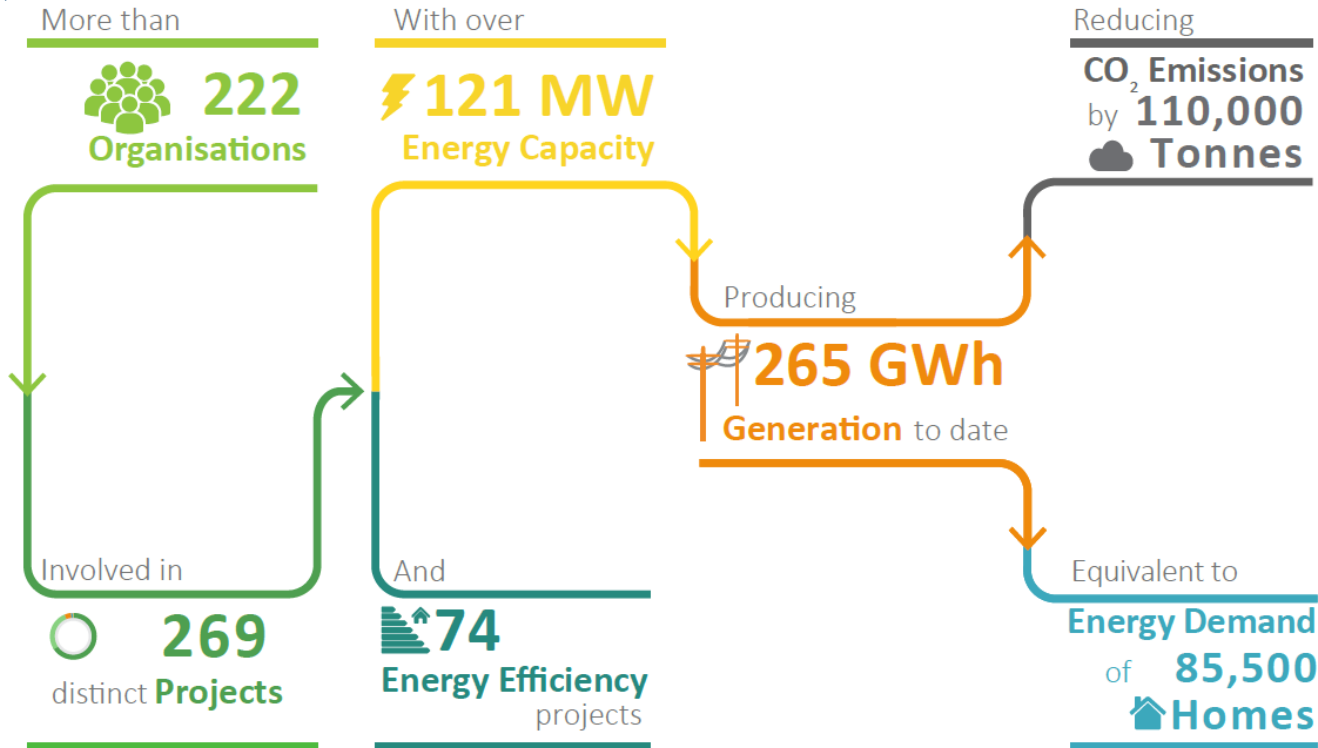 More than
222
Organisations
Involved in
269
distinct Projects
With over
121 MW
Energy Capacity
And
74
Energy Efficiency
projects
Producing
265 GWh
Generation to date
Reducing
CO₂ Emissions
by 110,000
Tonnes
Equivalent to
Energy Demand
of 85,500
Homes